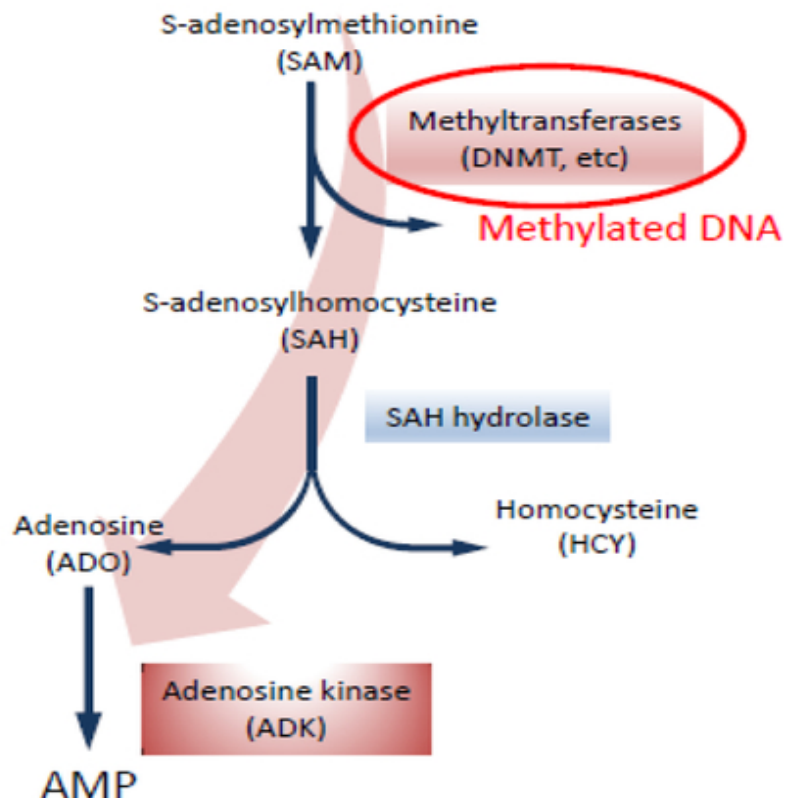 S-adenosylmethionine
(SAM)
Methyltransferases
(DNMT, etc)
Methylated DNA
S-adenosylhomocysteine
(SAH)
SAH hydrolase
Adenosine
(ADO)
Homocysteine
(HCY)
Adenosine kinase
(ADK)
AMP